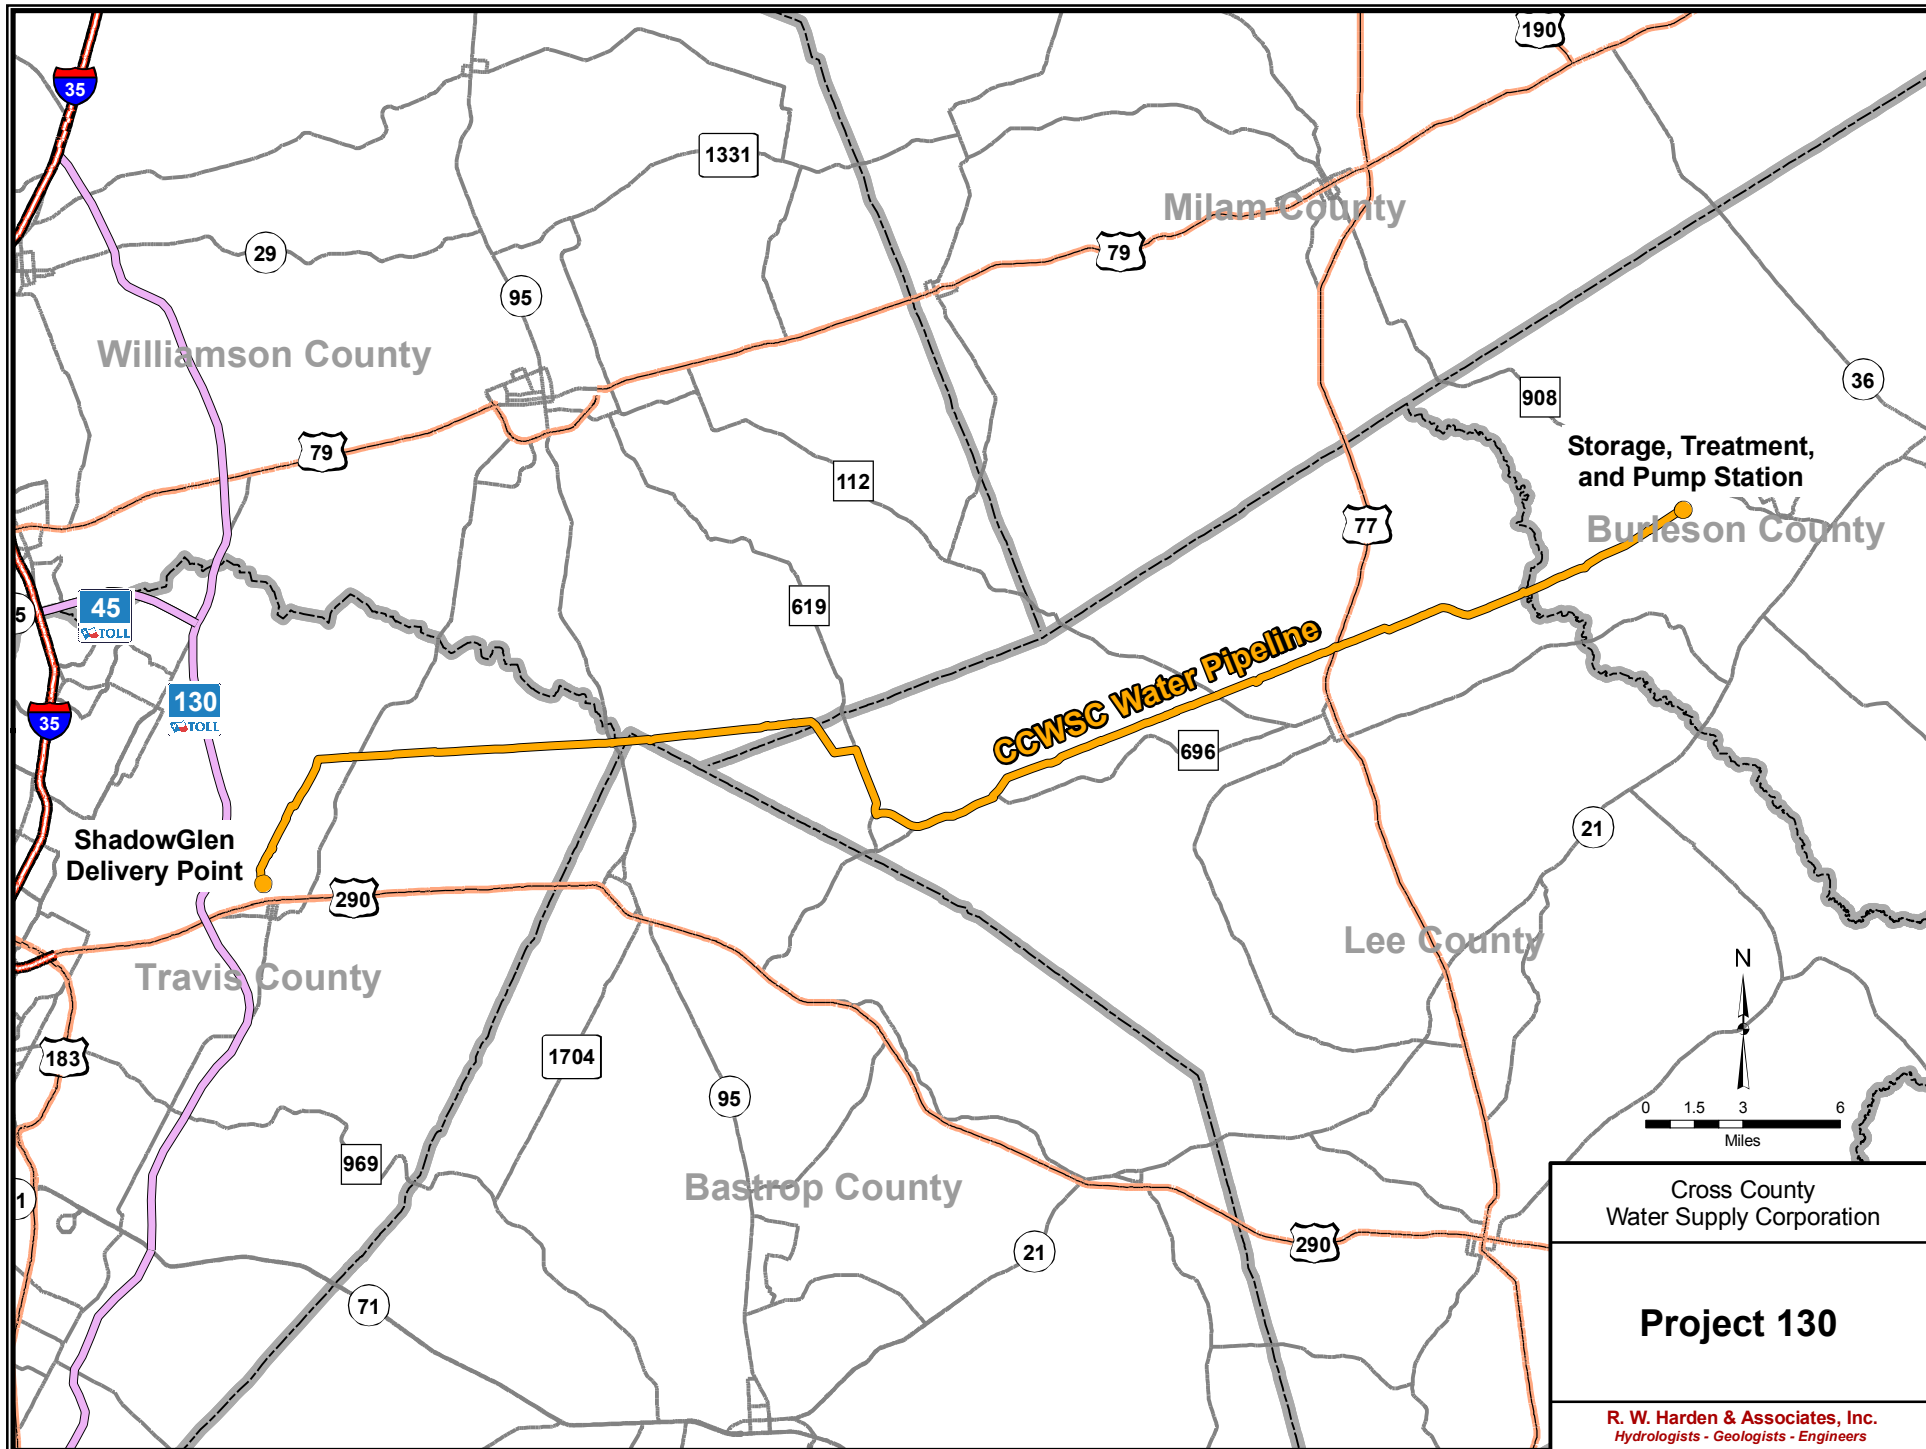 190
35
1331
Milam County
29
79
95
Williamson County
36
908
79
Storage, Treatment,
and Pump Station
112
77
Burleson County
45
TOLL
5
619
CCWSC Water Pipeline
130
TOLL
35
696
ShadowGlen
Delivery Point
21
290
Lee County
Travis County
N
183
1704
95
0 1.5 3 6
Miles
969
Bastrop County
1
Cross County
Water Supply Corporation
21
290
71
Project 130
R. W. Harden & Associates, Inc.
Hydrologists - Geologists - Engineers